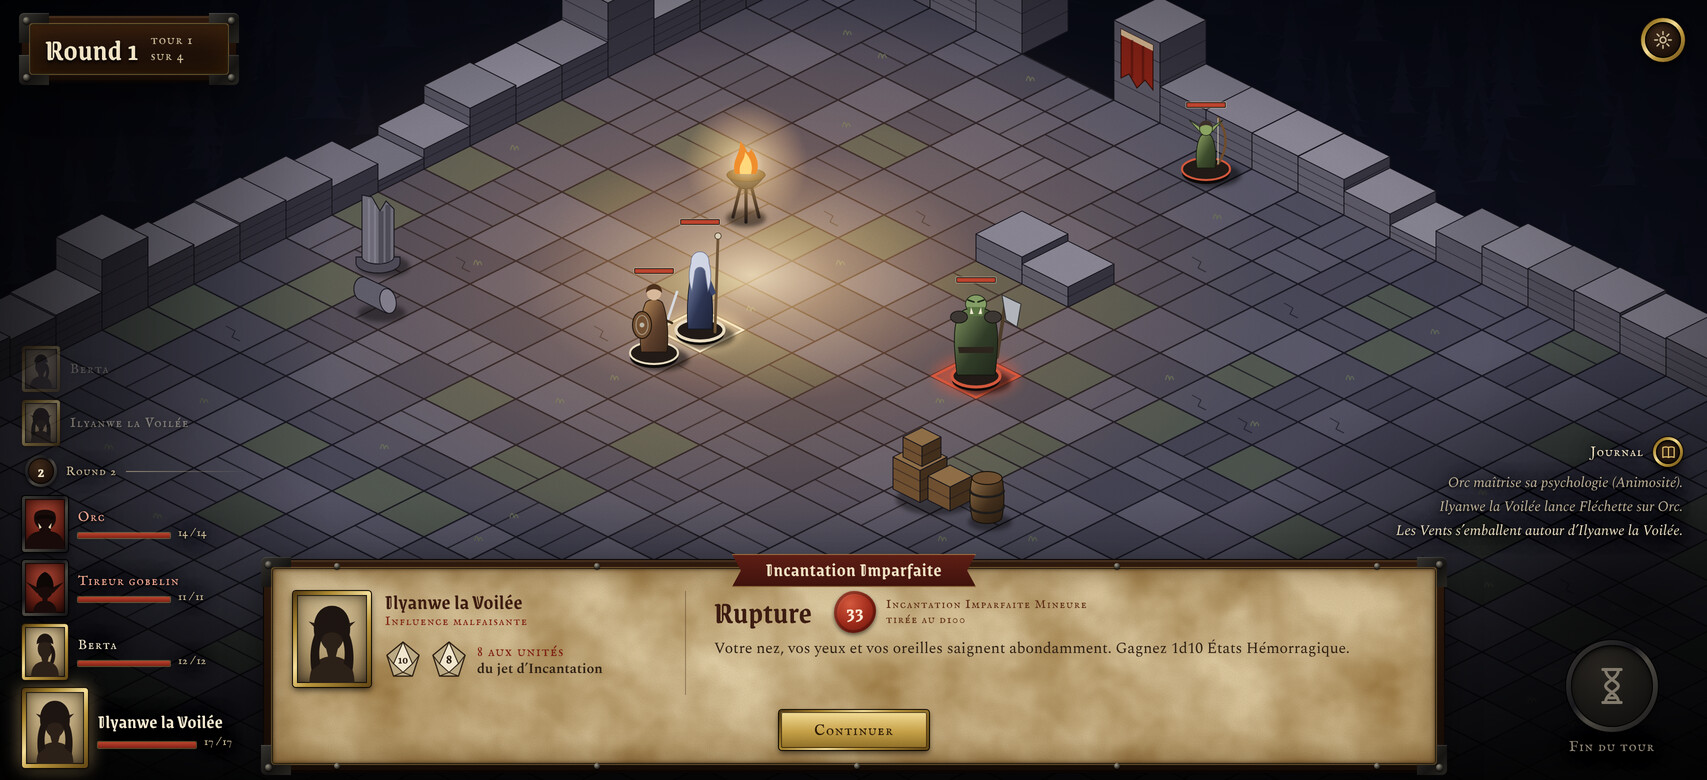 Round 1
Tour 1
sur 4
Berta
Ilyanwe la Voilée
2 Round 2
Orc
14/14
Tireur gobelin
11/11
Berta
12/12
Ilyanwe la Voilée
17/17
Journal
Orc maîtrise sa psychologie (Animosité).
Ilyanwe la Voilée lance Fléchette sur Orc.
Les Vents s'emballent autour d'Ilyanwe la Voilée.
Incantation Imparfaite
Ilyanwe la Voilée
Influence malfaisante
10 8
8 aux unités
du jet d'Incantation
Rupture
33
Incantation Imparfaite Mineure
tirée au d100
Votre nez, vos yeux et vos oreilles saignent abondamment. Gagnez 1d10 États Hémorragique.
Continuer
Fin du tour